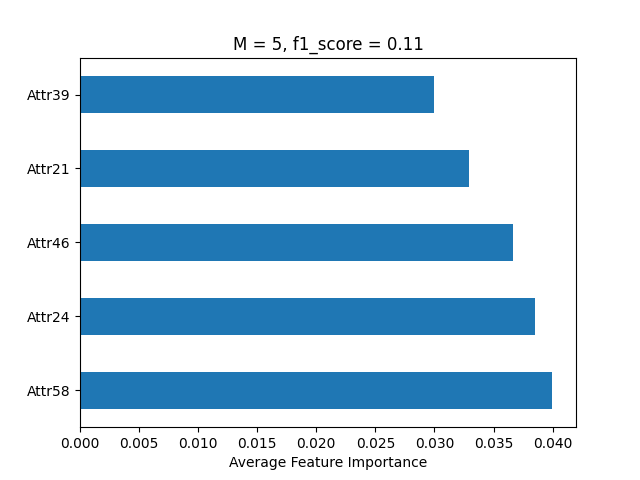 M = 5, f1_score = 0.11
Attr39
Attr21
Attr46
Attr24
Attr58
0.000 0.005 0.010 0.015 0.020 0.025 0.030 0.035 0.040
Average Feature Importance